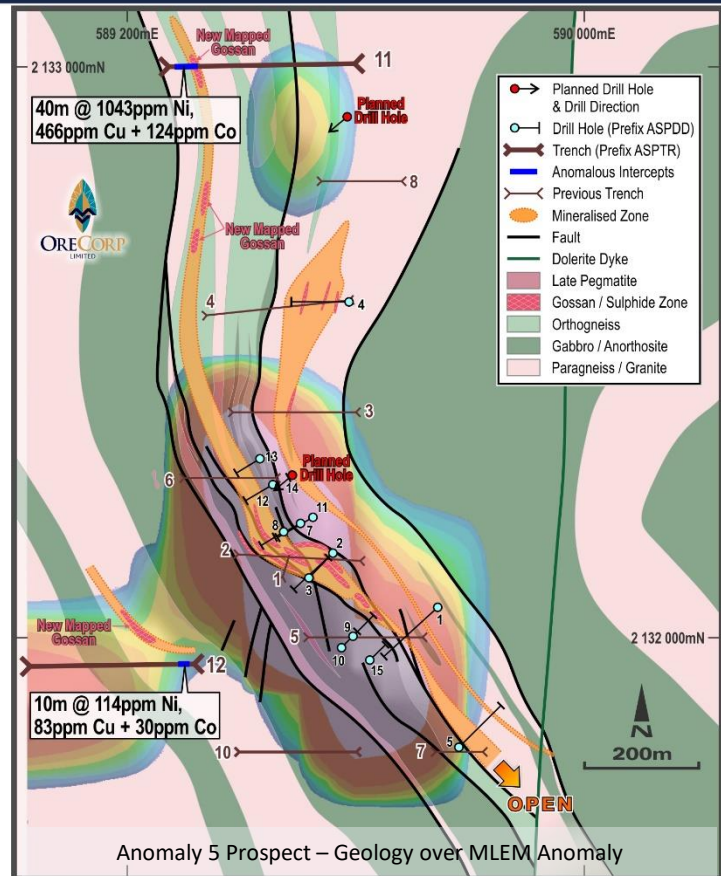 589 200mE
590 000mE
2 133 000mN
New Mapped
Gossan
11
40m @ 1043ppm Ni,
466ppm Cu + 124ppm Co
Planned
Drill Hole
8
ORECORP
LIMITED
New Mapped
Gossan
Planned Drill Hole
& Drill Direction
Drill Hole (Prefix ASPDD)
Trench (Prefix ASPTR)
Anomalous Intercepts
Previous Trench
Mineralised Zone
Fault
Dolerite Dyke
Late Pegmatite
Gossan / Sulphide Zone
Orthogneiss
Gabbro / Anorthosite
Paragneiss / Granite
4
4
3
13
Planned
Drill Hole
6
14
12
11
8
7
2
2
1
3
1
New Mapped
Gossan
9
5
2 132 000mN
10
12
15
10m @ 114ppm Ni,
83ppm Cu + 30ppm Co
10
7
5
N
200m
OPEN
Anomaly 5 Prospect – Geology over MLEM Anomaly